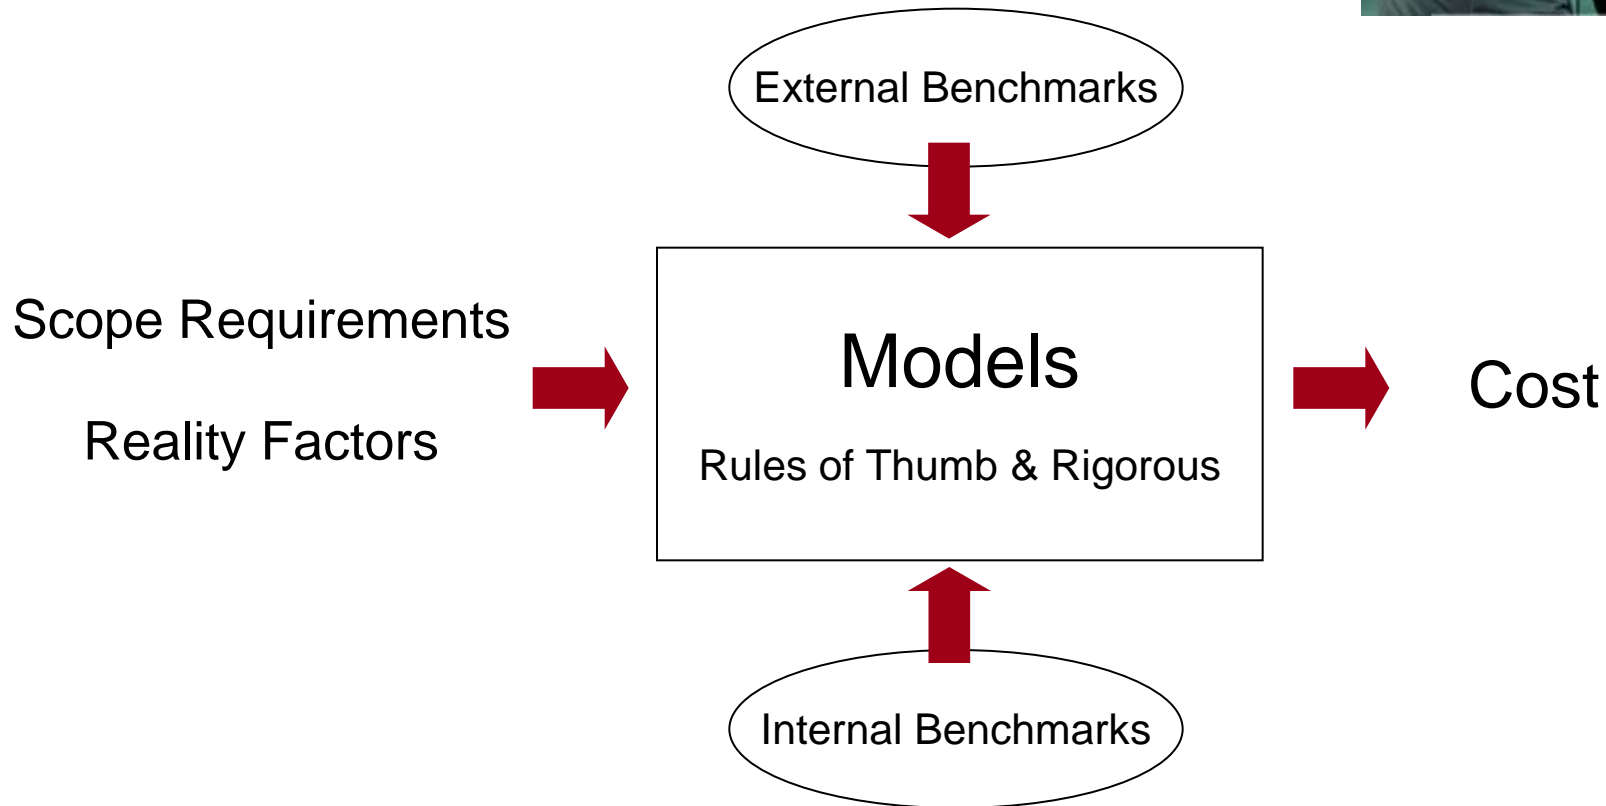 External Benchmarks
Scope Requirements
Reality Factors
Models
Rules of Thumb & Rigorous
Cost
Internal Benchmarks